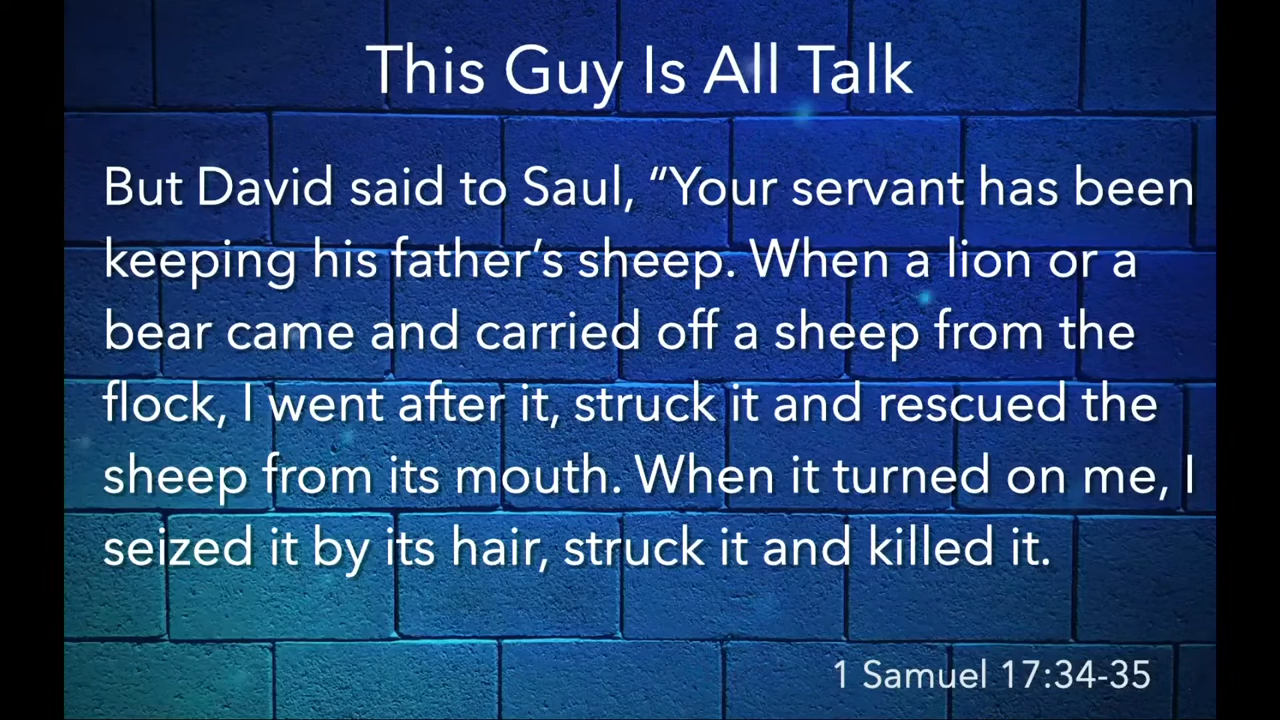 This Guy Is All Talk
But David said to Saul, “Your servant has been
keeping his father’s sheep. When a lion or a
bear came and carried off a sheep from the
flock, I went after it, struck it and rescued the
sheep from its mouth. When it turned on me, I
seized it by its hair, struck it and killed it.
1 Samuel 17:34-35